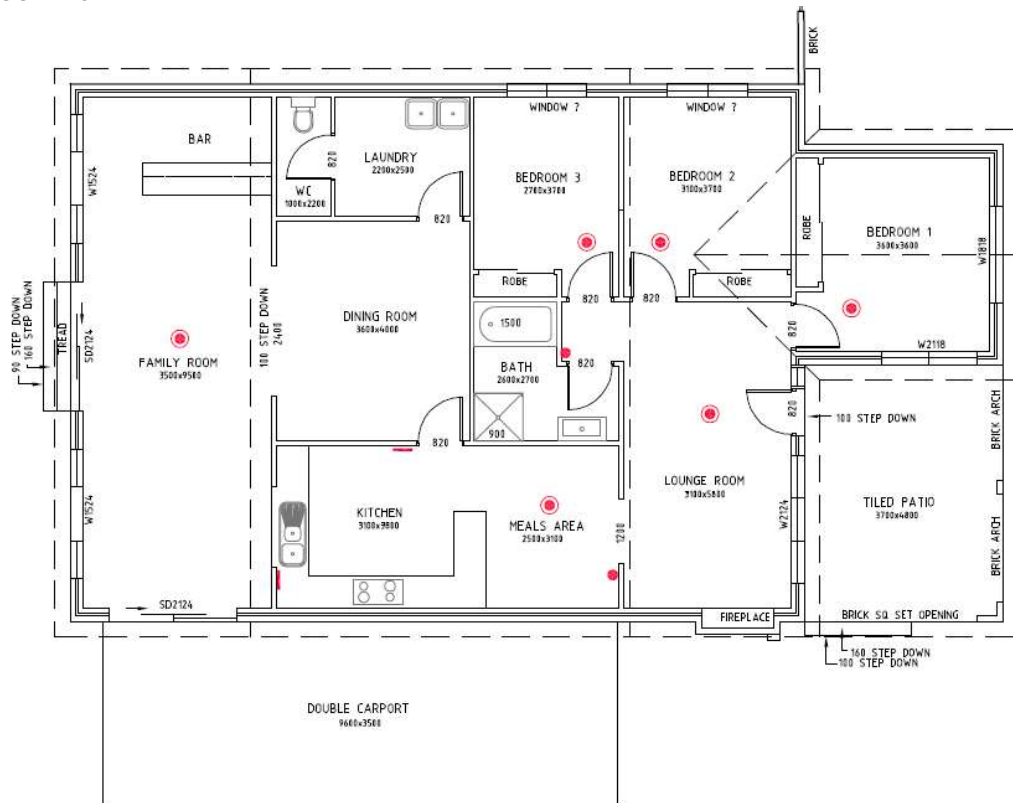 BRICK
WINDOW ?
WINDOW ?
BAR
W1524
820
LAUNDRY
2200x2500
WC
1000x2200
820
BEDROOM 3
2700x3700
BEDROOM 2
3100x3700
ROBE
BEDROOM 1
3600x3600
W1818
ROBE
820
820
ROBE
90 STEP DOWN
160 STEP DOWN
TREAD
SD2124
FAMILY ROOM
3500x9500
100 STEP DOWN
2400
DINING ROOM
3600x4000
1500
BATH
2600x2700
820
900
820
W2118
820
100 STEP DOWN
BRICK ARCH
820
W1524
KITCHEN
3100x3800
MEALS AREA
2500x3100
1200
LOUNGE ROOM
3100x5800
W2124
TILED PATIO
3700x4800
BRICK ARCH
SD2124
FIREPLACE
BRICK SQ SET OPENING
160 STEP DOWN
100 STEP DOWN
DOUBLE CARPORT
9600x3500